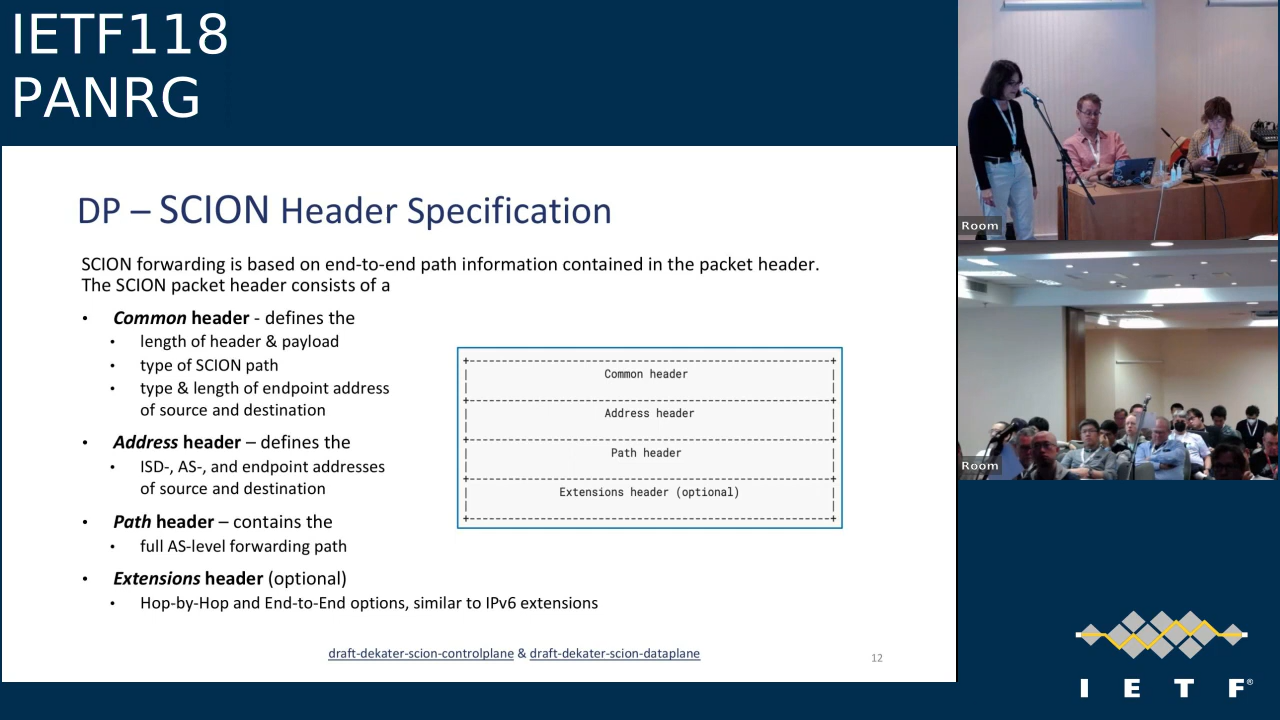 IETF118
PANRG
DP – SCION Header Specification
SCION forwarding is based on end-to-end path information contained in the packet header.
The SCION packet header consists of a
• Common header - defines the
• length of header & payload
• type of SCION path
• type & length of endpoint address
of source and destination
• Address header – defines the
• ISD-, AS-, and endpoint addresses
of source and destination
• Path header – contains the
• full AS-level forwarding path
• Extensions header (optional)
• Hop-by-Hop and End-to-End options, similar to IPv6 extensions
Common header
Address header
Path header
Extensions header (optional)
draft-dekater-scion-controlplane & draft-dekater-scion-dataplane
12
Room
Room
I E T F®